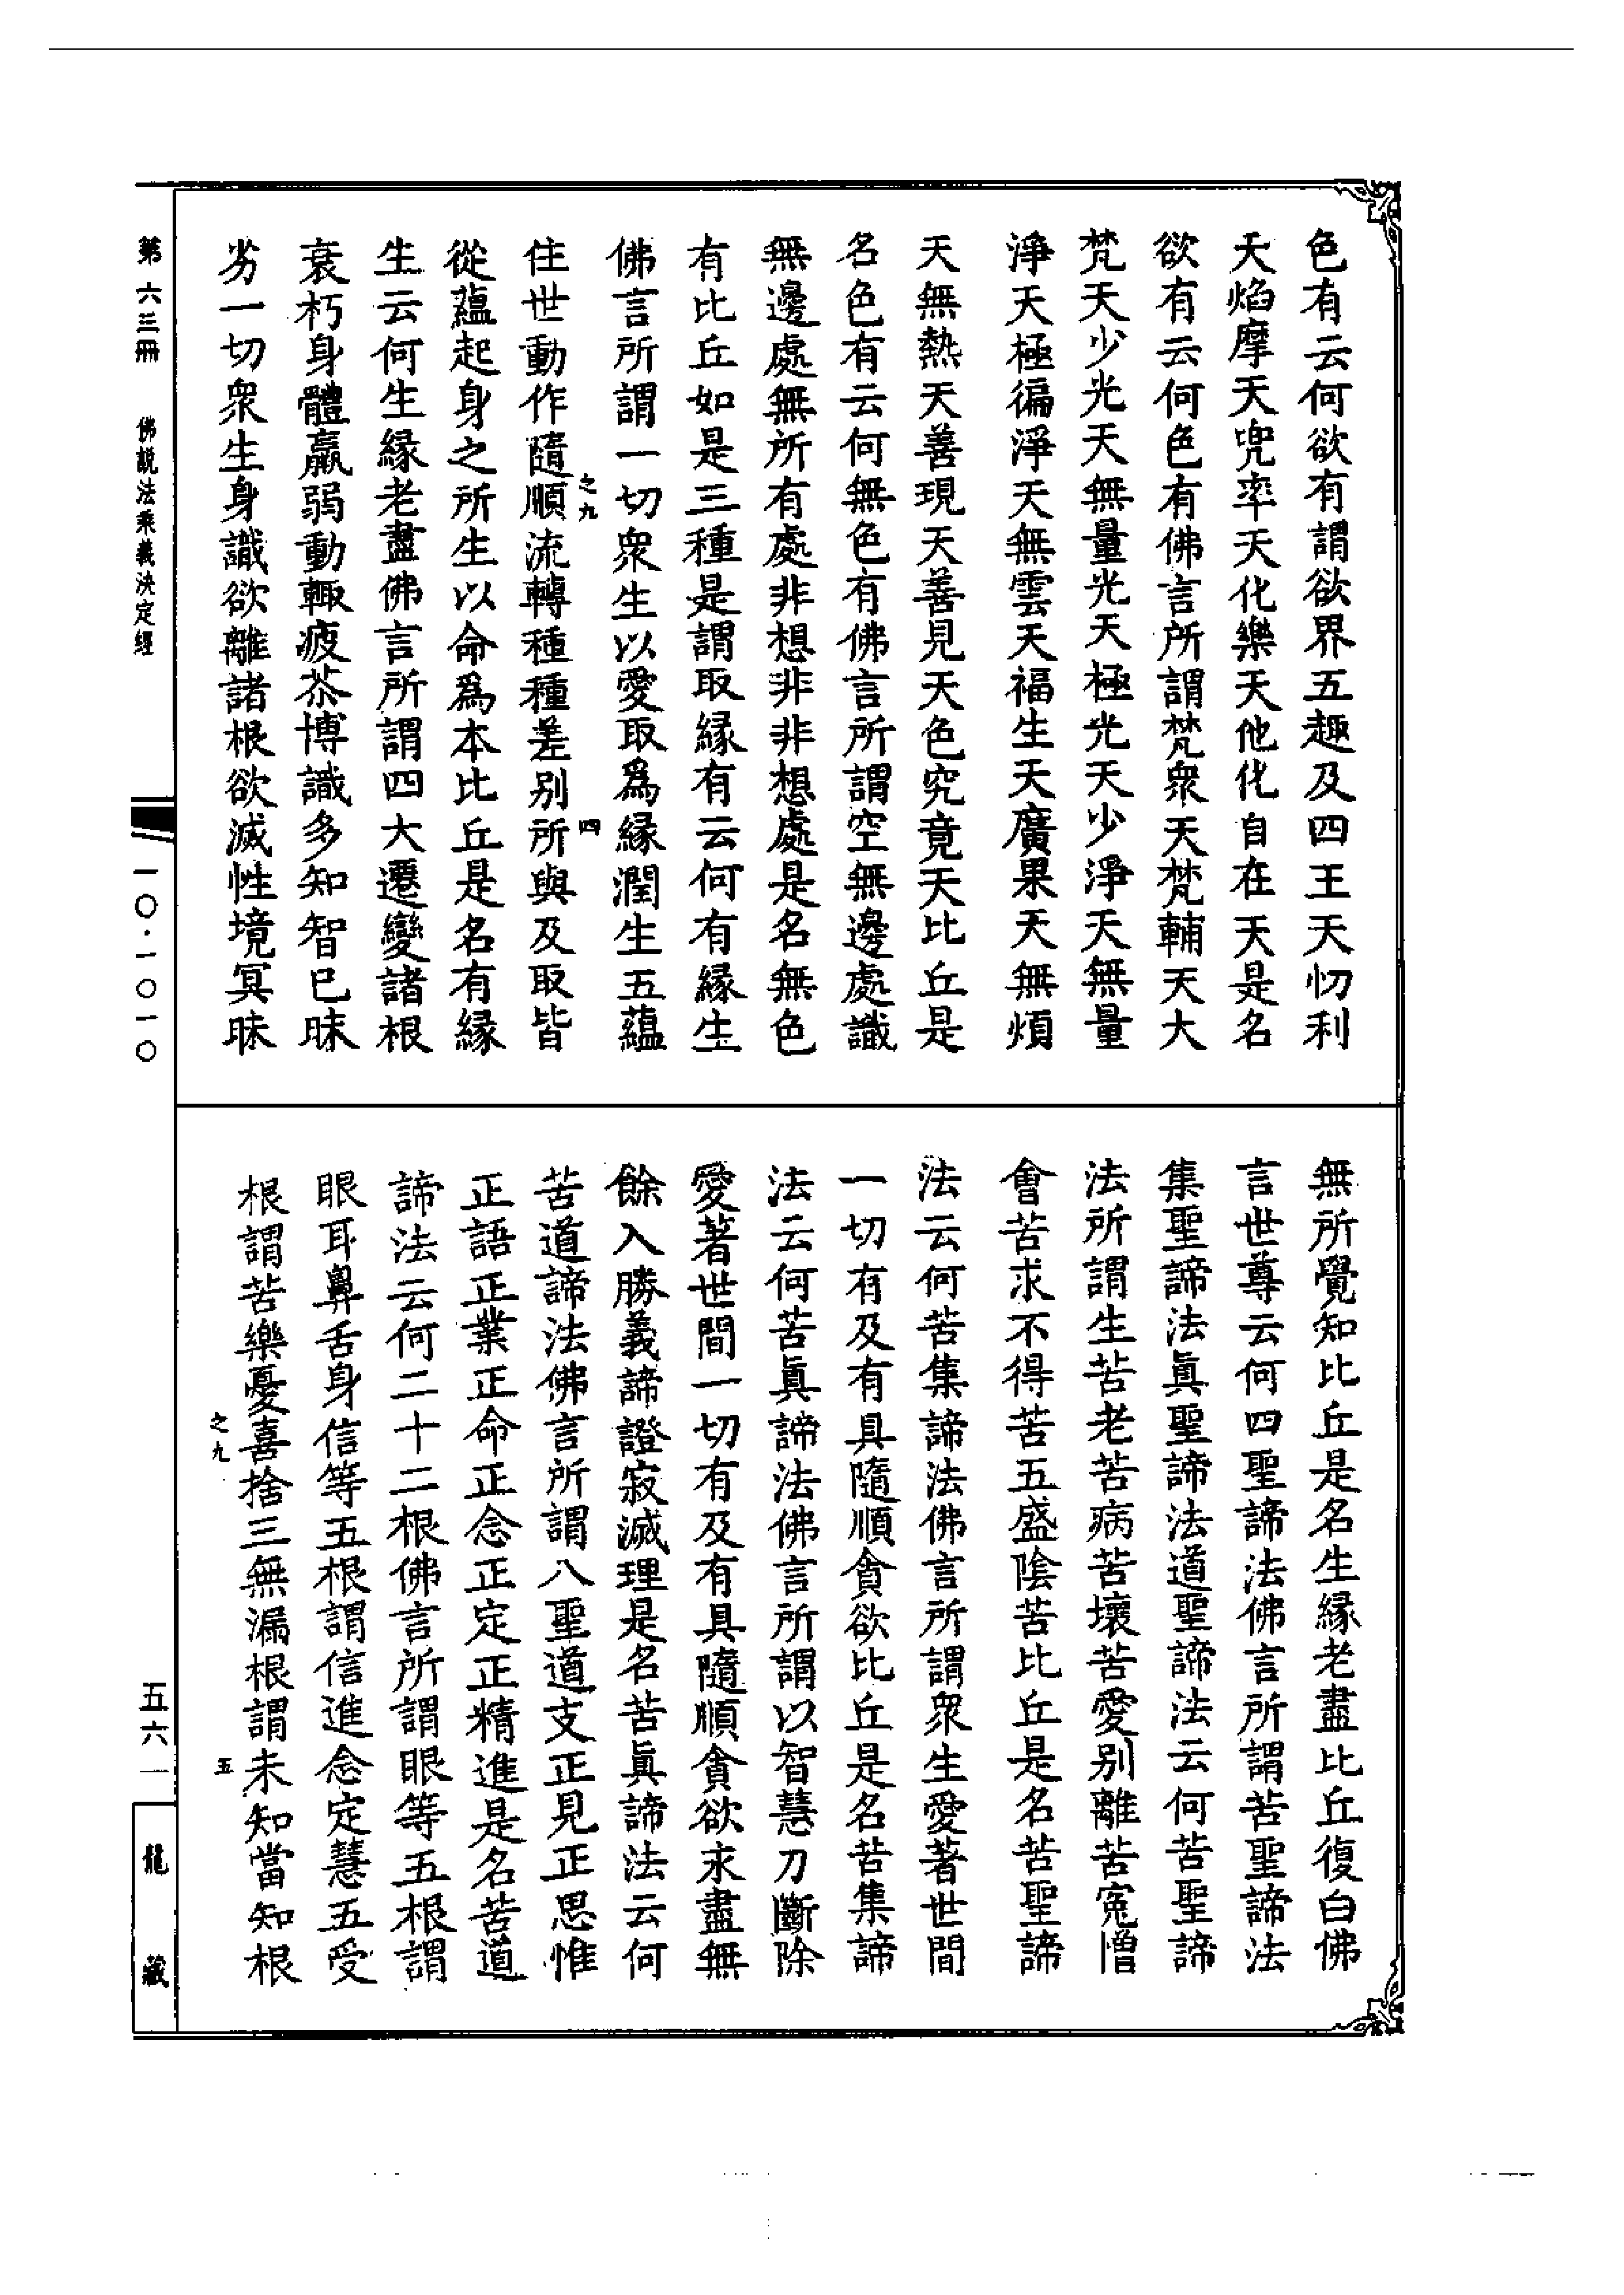 色有云何欲有謂欲界五趣及四王天忉利
天焰摩天兜率天化樂天他化自在天是名
欲有云何色有佛言所謂梵衆天梵輔天大
梵天少光天無量光天極光天少淨天無量
淨天極徧淨天無雲天福生天廣果天無煩
天無熱天善現天善見天色究竟天比丘是
名色有云何無色有佛言所謂空無邊處識
無邊處無所有處非想非非想處是名無色
有比丘如是三種是謂取緣有云何有緣生
佛言所謂一切衆生以愛取爲緣潤生五蘊
之九 四
住世動作隨順流轉種種差别所與及取皆
從蘊起身之所生以命爲本比丘是名有緣
生云何生緣老盡佛言所謂四大遷變諸根
衰朽身體羸弱動輙疲苶博識多知智巳昧
劣一切衆生身識欲離諸根欲滅性境冥昧
無所覺知比丘是名生緣老盡比丘復白佛
言世尊云何四聖諦法佛言所謂苦聖諦法
集聖諦法眞聖諦法道聖諦法云何苦聖諦
法所謂生苦老苦病苦壞苦愛别離苦寃憎
會苦求不得苦五盛陰苦比丘是名苦聖諦
法云何苦集諦法佛言所謂衆生愛著世間
一切有及有具隨順貪欲比丘是名苦集諦
法云何苦眞諦法佛言所謂以智慧刀斷除
愛著世間一切有及有具隨順貪欲求盡無
餘入勝義諦證寂滅理是名苦眞諦法云何
苦道諦法佛言所謂八聖道支正見正思惟
正語正業正命正念正定正精進是名苦道
諦法云何二十二根佛言所謂眼等五根謂
眼耳鼻舌身信等五根謂信進念定慧五受
根謂苦樂憂喜捨三無漏根謂未知當知根
之九 五
第六三冊 佛説法乘義決定經
一〇·一〇一〇
五六一
龍藏